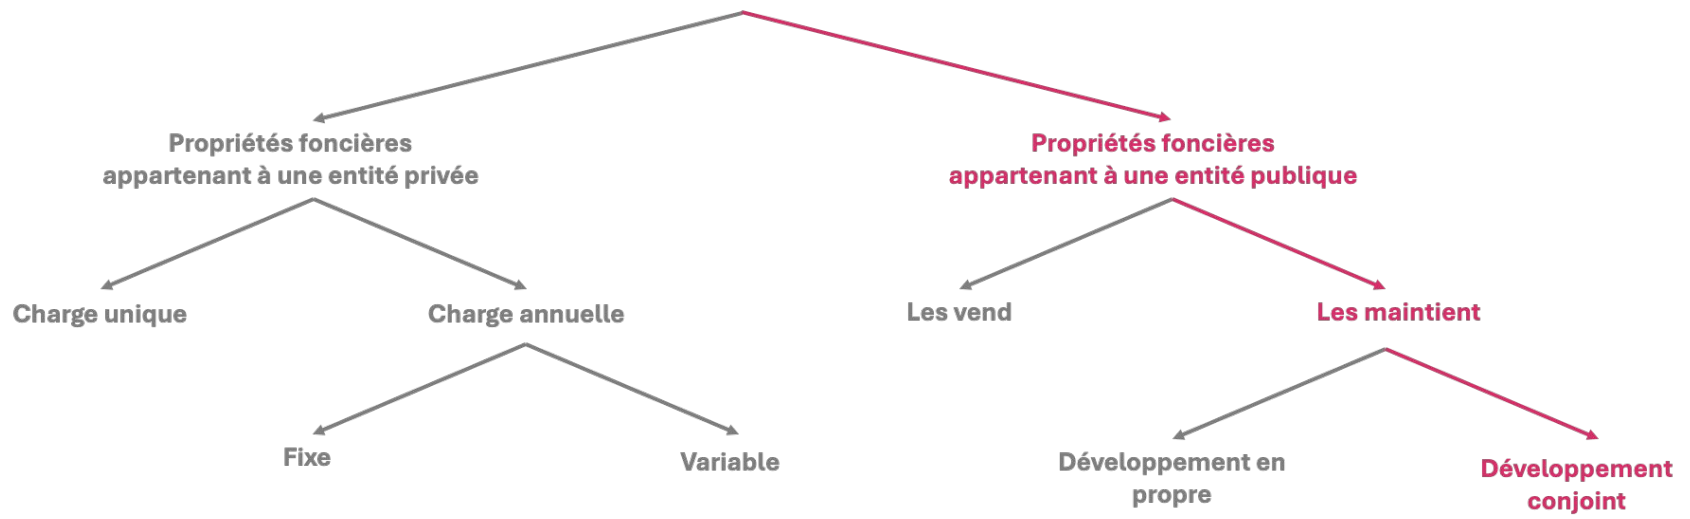 Propriétés foncières
appartenant à une entité privée
Propriétés foncières
appartenant à une entité publique
Charge unique
Charge annuelle
Les vend
Les maintient
Fixe
Variable
Développement en
propre
Développement
conjoint